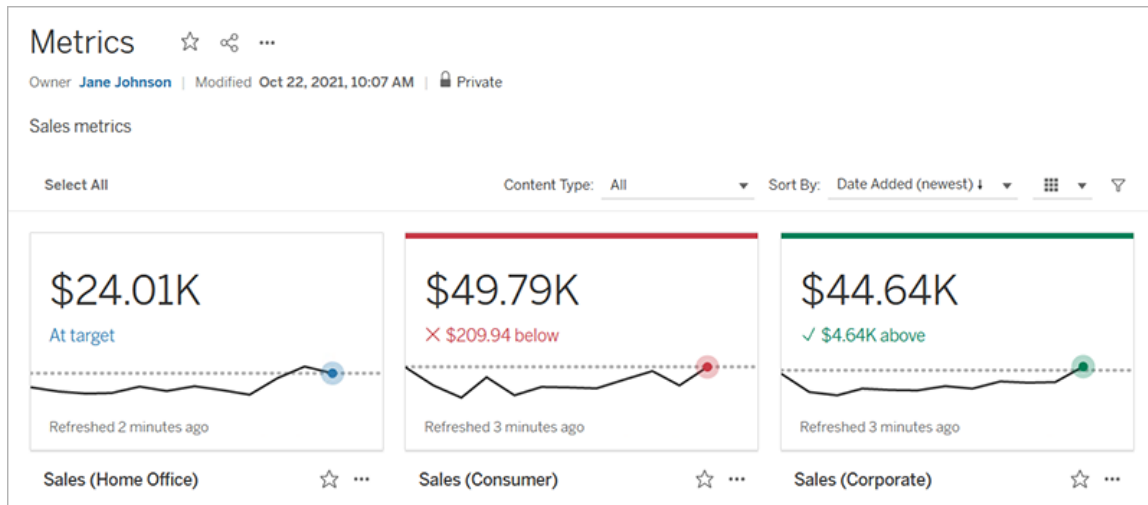 Metrics
Owner Jane Johnson | Modified Oct 22, 2021, 10:07 AM | Private
Sales metrics
Select All Content Type: All Sort By: Date Added (newest) ↓
$24.01K $49.79K $44.64K
At target × $209.94 below ✓ $4.64K above
Refreshed 2 minutes ago Refreshed 3 minutes ago Refreshed 3 minutes ago
Sales (Home Office) Sales (Consumer) Sales (Corporate)